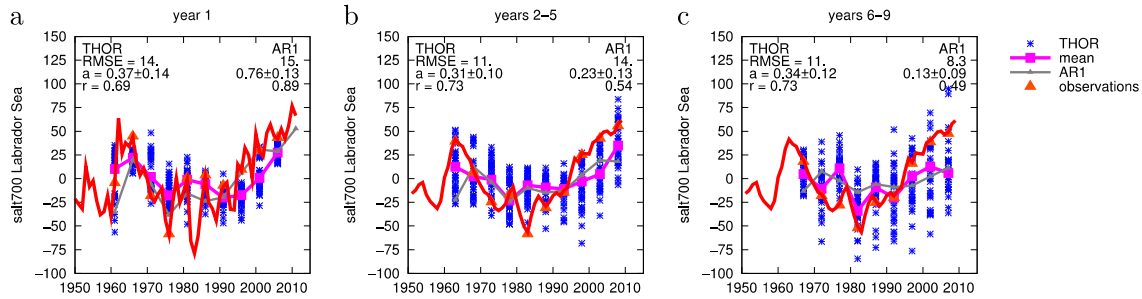 a
year 1
salt700 Labrador Sea
150
125
100
75
50
25
0
−25
−50
−75
−100
THOR AR1
RMSE = 14. 15.
a = 0.37±0.14 0.76±0.13
r = 0.69 0.89
1950 1960 1970 1980 1990 2000 2010
b
years 2−5
salt700 Labrador Sea
150
125
100
75
50
25
0
−25
−50
−75
−100
THOR AR1
RMSE = 11. 14.
a = 0.31±0.10 0.23±0.13
r = 0.73 0.54
1950 1960 1970 1980 1990 2000 2010
c
years 6−9
salt700 Labrador Sea
150
125
100
75
50
25
0
−25
−50
−75
−100
THOR AR1
RMSE = 11. 8.3
a = 0.34±0.12 0.13±0.09
r = 0.73 0.49
1950 1960 1970 1980 1990 2000 2010
THOR
mean
AR1
observations